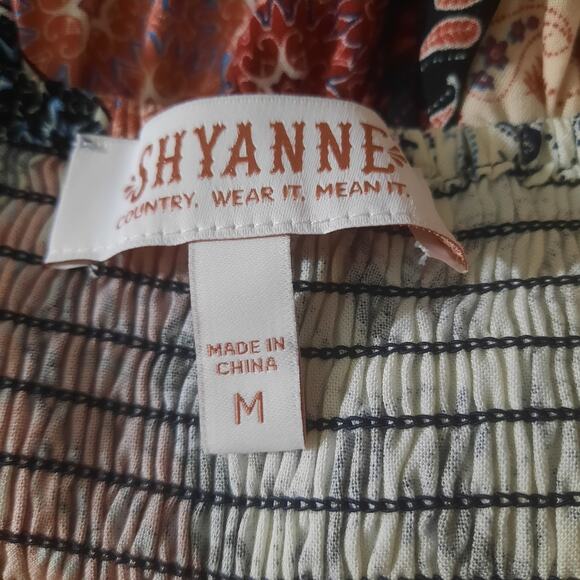 SHYANNE
COUNTRY. WEAR IT, MEAN IT.
MADE IN
CHINA
M